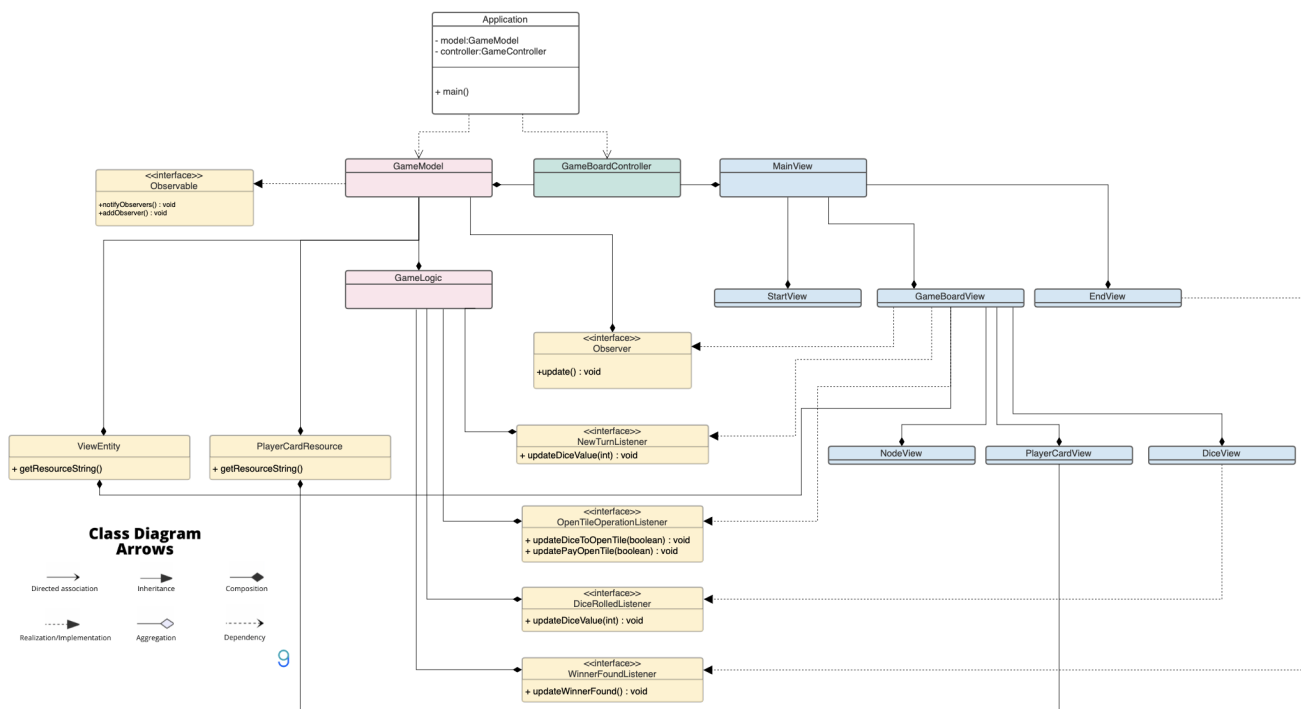 Application
- model:GameModel
- controller:GameController
+ main()
GameModel
GameBoardController
MainView
<<interface>>
Observable
+notifyObservers() : void
+addObserver() : void
GameLogic
StartView
GameBoardView
EndView
<<interface>>
Observer
+update() : void
ViewEntity
+ getResourceString()
PlayerCardResource
+ getResourceString()
<<interface>>
NewTurnListener
+ updateDiceValue(int) : void
NodeView
PlayerCardView
DiceView
<<interface>>
OpenTileOperationListener
+ updateDiceToOpenTile(boolean) : void
+ updatePayOpenTile(boolean) : void
<<interface>>
DiceRolledListener
+ updateDiceValue(int) : void
<<interface>>
WinnerFoundListener
+ updateWinnerFound() : void
Class Diagram
Arrows
Directed association
Inheritance
Composition
Realization/Implementation
Aggregation
Dependency
9